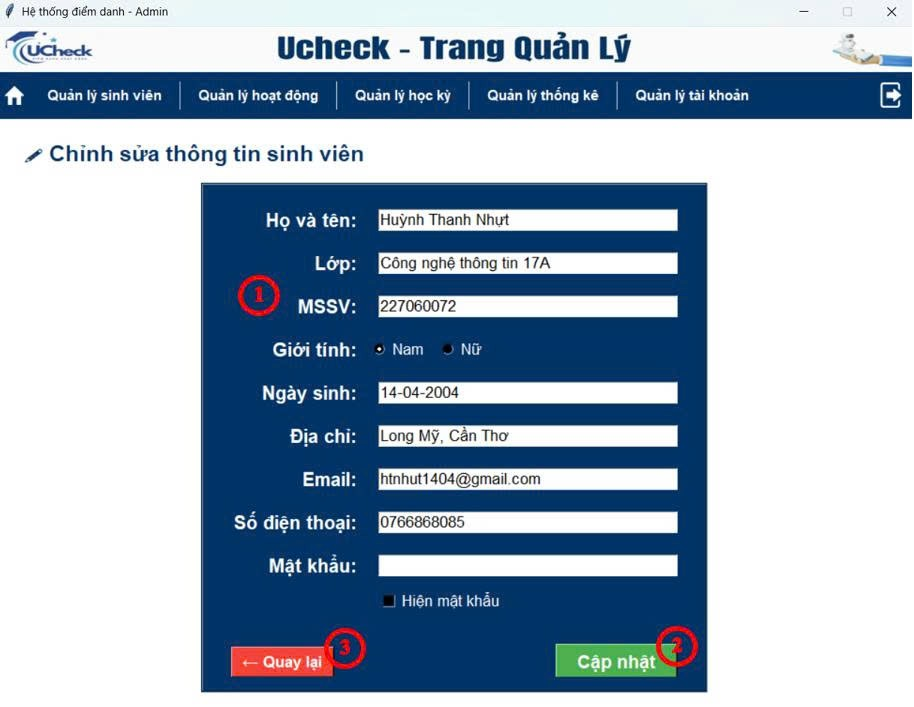 Hệ thống điểm danh - Admin
UCheck
Ucheck - Trang Quản Lý
Quản lý sinh viên Quản lý hoạt động Quản lý học kỳ Quản lý thống kê Quản lý tài khoản
Chỉnh sửa thông tin sinh viên
Họ và tên: Huỳnh Thanh Nhựt
Lớp: Công nghệ thông tin 17A
1
MSSV: 227060072
Giới tính: Nam Nữ
Ngày sinh: 14-04-2004
Địa chỉ: Long Mỹ, Cần Thơ
Email: htnhut1404@gmail.com
Số điện thoại: 0766868085
Mật khẩu:
Hiện mật khẩu
← Quay lại 3 Cập nhật 2